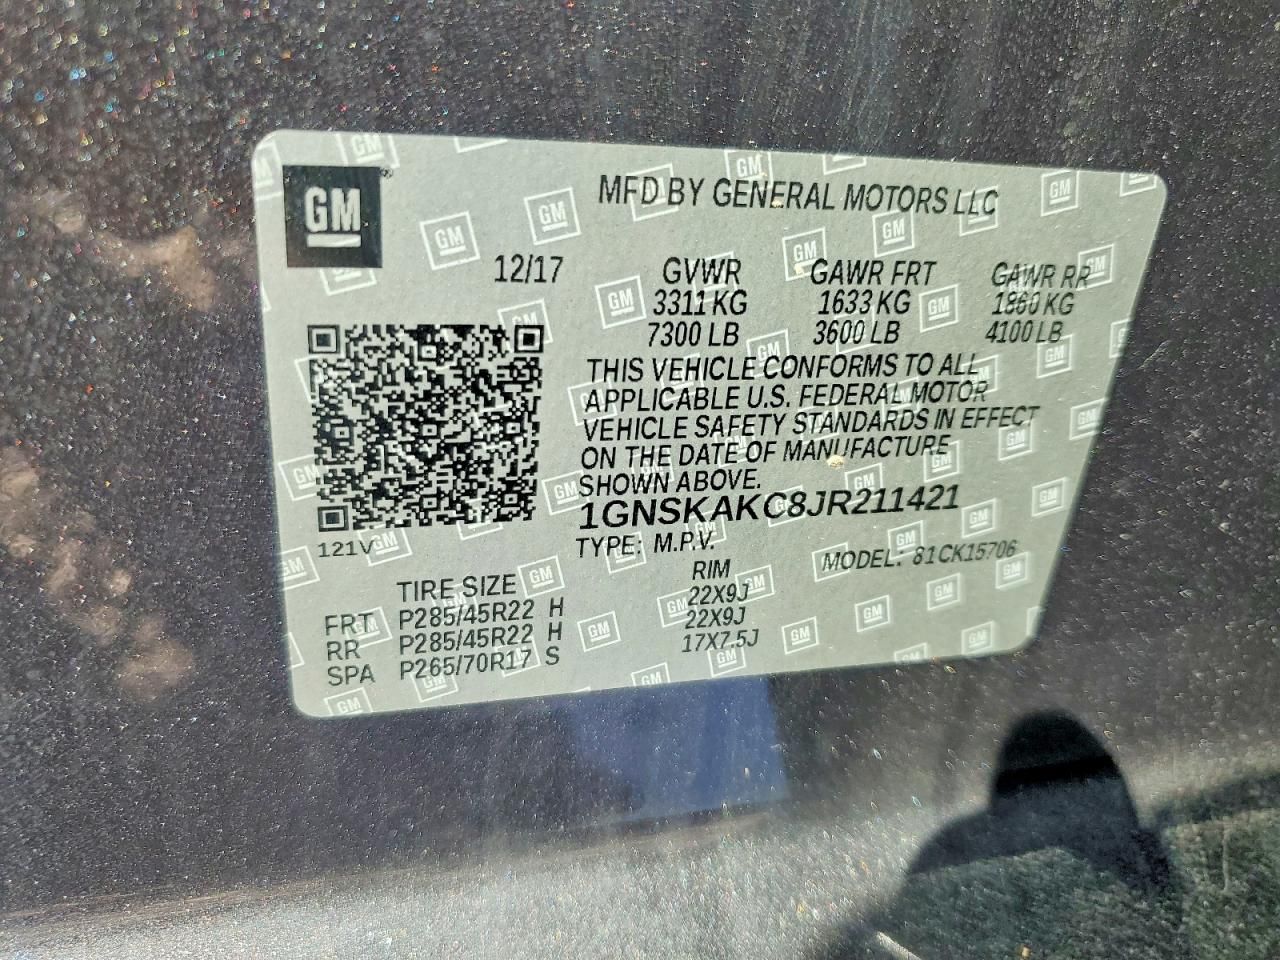 GM
MFD BY GENERAL MOTORS LLC
12/17 GVWR GAWR FRT GAWR RR
3311 KG 1633 KG 1860 KG
7300 LB 3600 LB 4100 LB
THIS VEHICLE CONFORMS TO ALL
APPLICABLE U.S. FEDERAL MOTOR
VEHICLE SAFETY STANDARDS IN EFFECT
ON THE DATE OF MANUFACTURE
SHOWN ABOVE.
1GNSKAKC8JR211421
121V TYPE: M.P.V. MODEL: 81CK15706
TIRE SIZE RIM
FRT P285/45R22 H 22X9J
RR P285/45R22 H 22X9J
SPA P265/70R17 S 17X7.5J